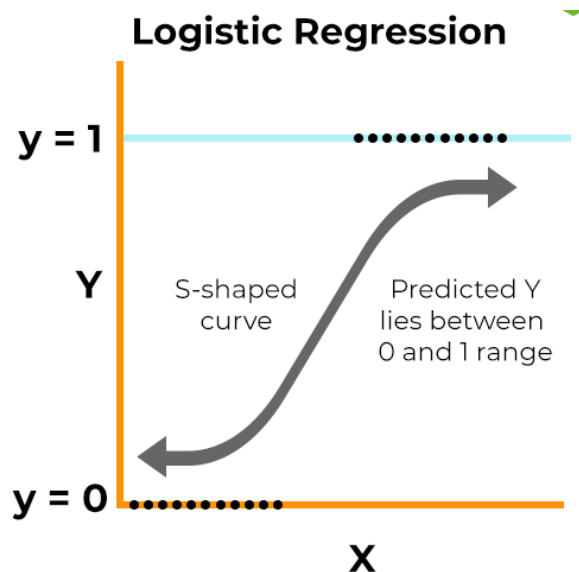 Logistic Regression
y = 1
Y
S-shaped
curve
Predicted Y
lies between
0 and 1 range
y = 0
X